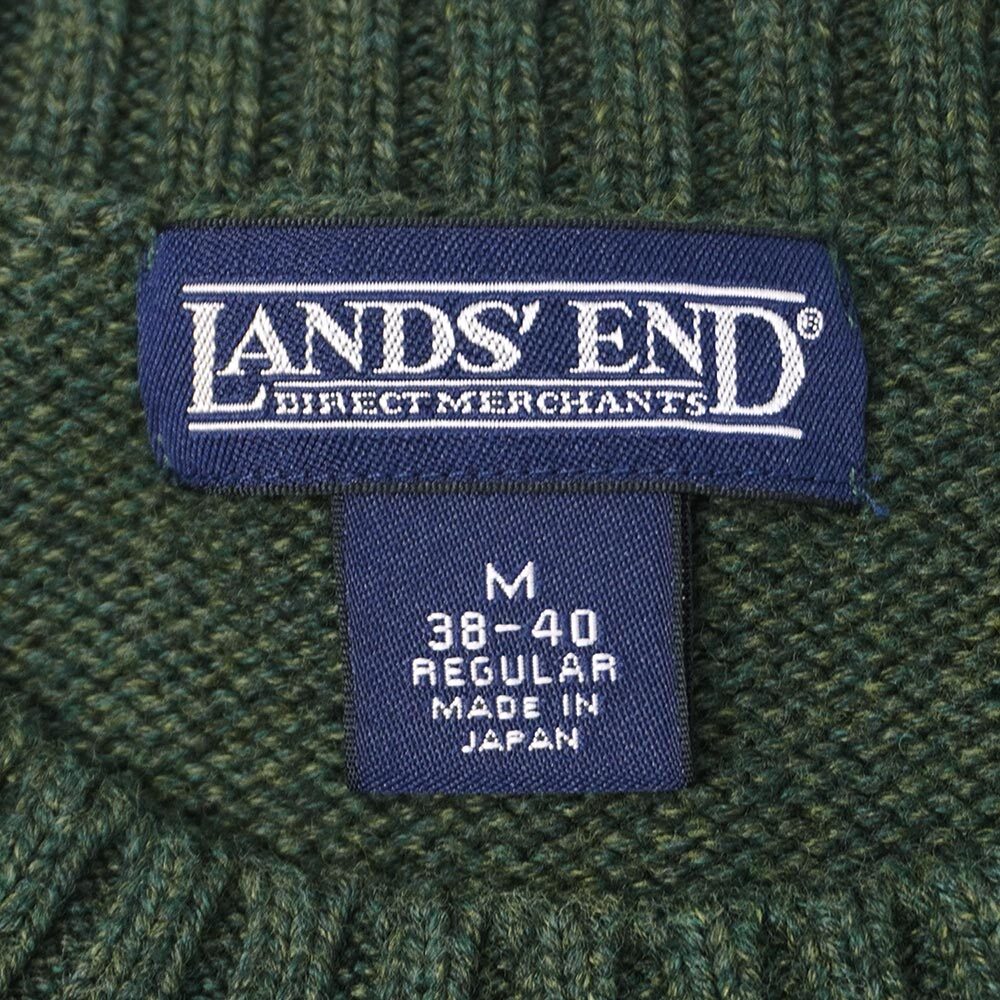 LANDS' END®
DIRECT MERCHANTS
M
38-40
REGULAR
MADE IN
JAPAN